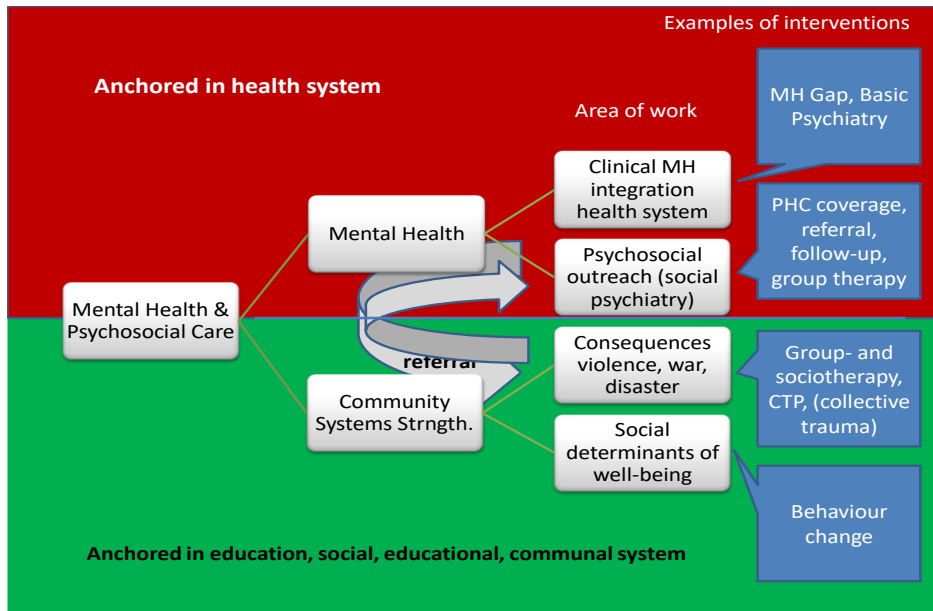 Examples of interventions
Anchored in health system
MH Gap, Basic
Psychiatry
Area of work
Clinical MH
integration
health system
Mental Health
PHC coverage,
referral,
follow-up,
group therapy
Psychosocial
outreach (social
psychiatry)
Mental Health &
Psychosocial Care
referral
Consequences
violence, war,
disaster
Group- and
sociotherapy,
CTP, (collective
trauma)
Community
Systems Strngth.
Social
determinants of
well-being
Behaviour
change
Anchored in education, social, educational, communal system